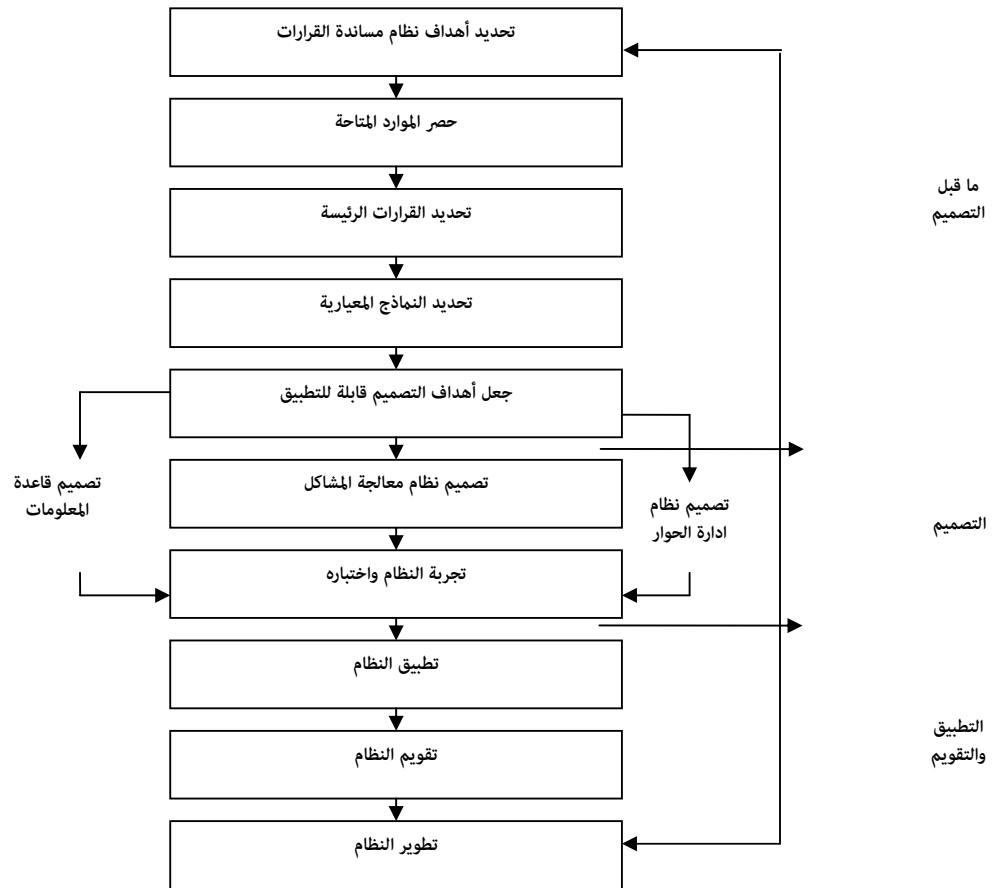 تحديد أهداف نظام مساندة القرارات
حصر الموارد المتاحة
تحديد القرارات الرئيسة
تحديد النماذج المعيارية
جعل أهداف التصميم قابلة للتطبيق
تصميم نظام معالجة المشاكل
تجربة النظام واختباره
تطبيق النظام
تقويم النظام
تطوير النظام
ما قبل
التصميم
التصميم
التطبيق
والتقويم
تصميم نظام
ادارة الحوار
تصميم قاعدة
المعلومات